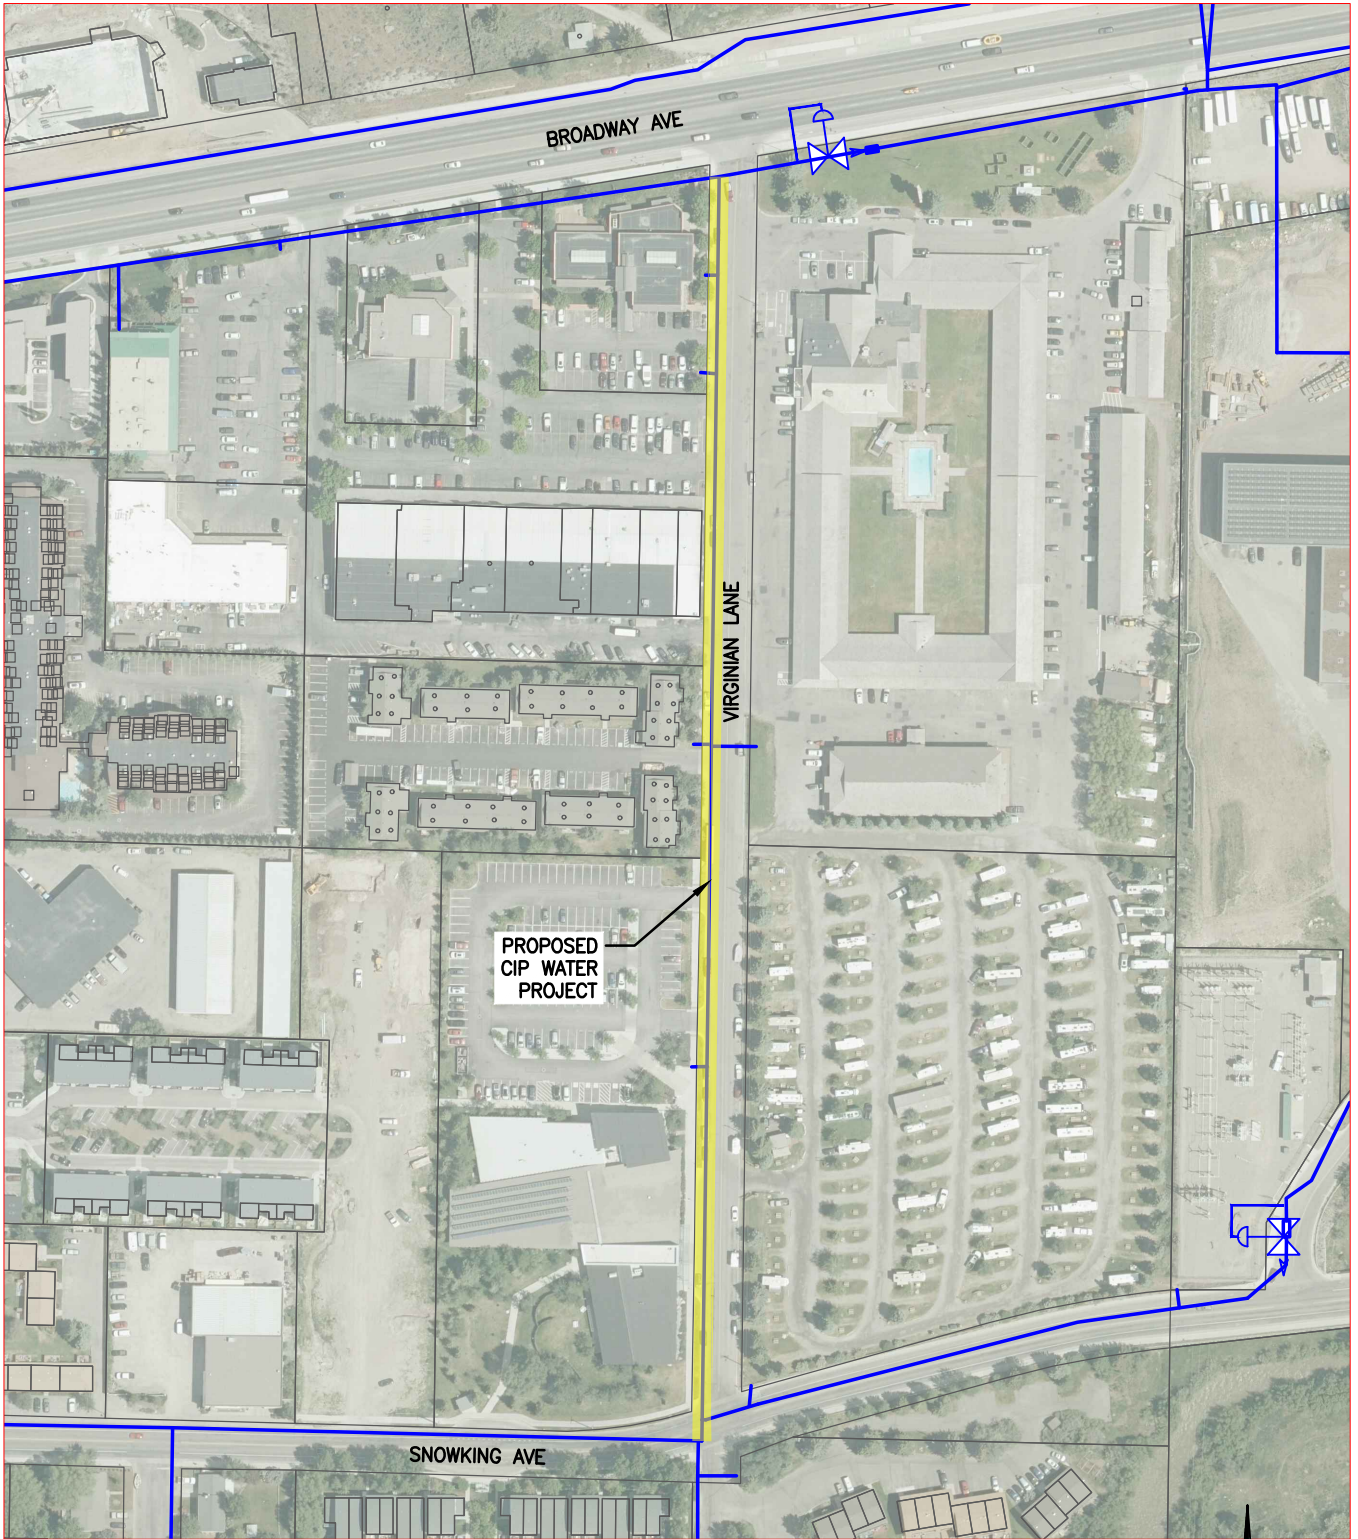 BROADWAY AVE
VIRGINIAN LANE
PROPOSED
CIP WATER
PROJECT
SNOWKING AVE